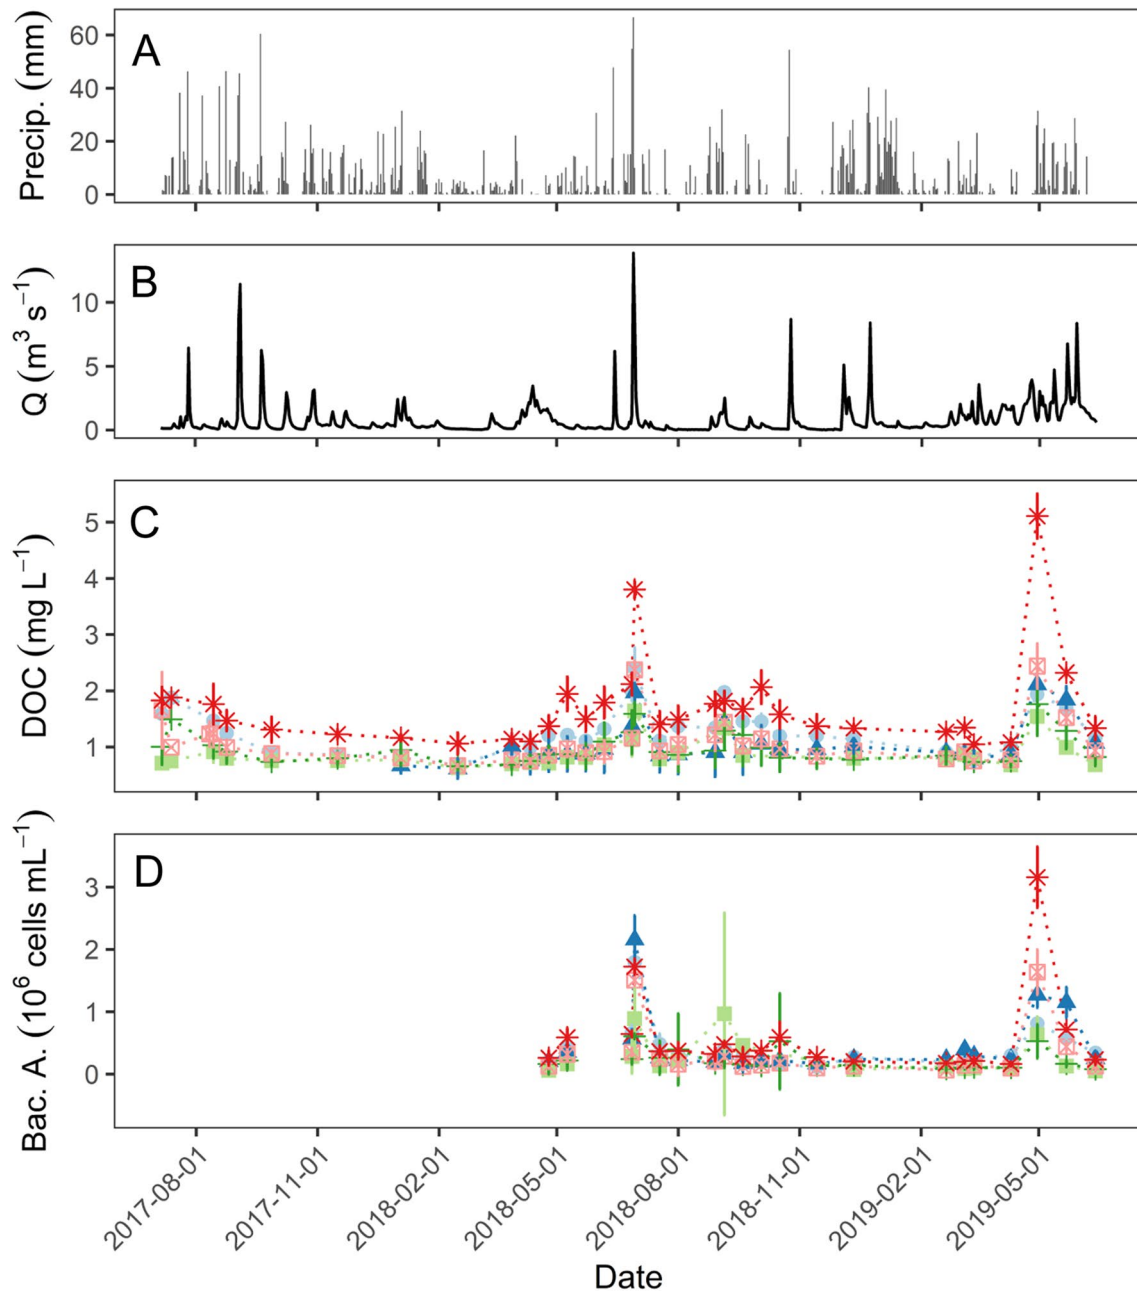 A
Precip. (mm)
60
40
20
0
B
Q (m³ s⁻¹)
10
5
0
C
DOC (mg L⁻¹)
5
4
3
2
1
D
Bac. A. (10⁶ cells mL⁻¹)
3
2
1
0
2017-08-01
2017-11-01
2018-02-01
2018-05-01
2018-08-01
2018-11-01
2019-02-01
2019-05-01
Date